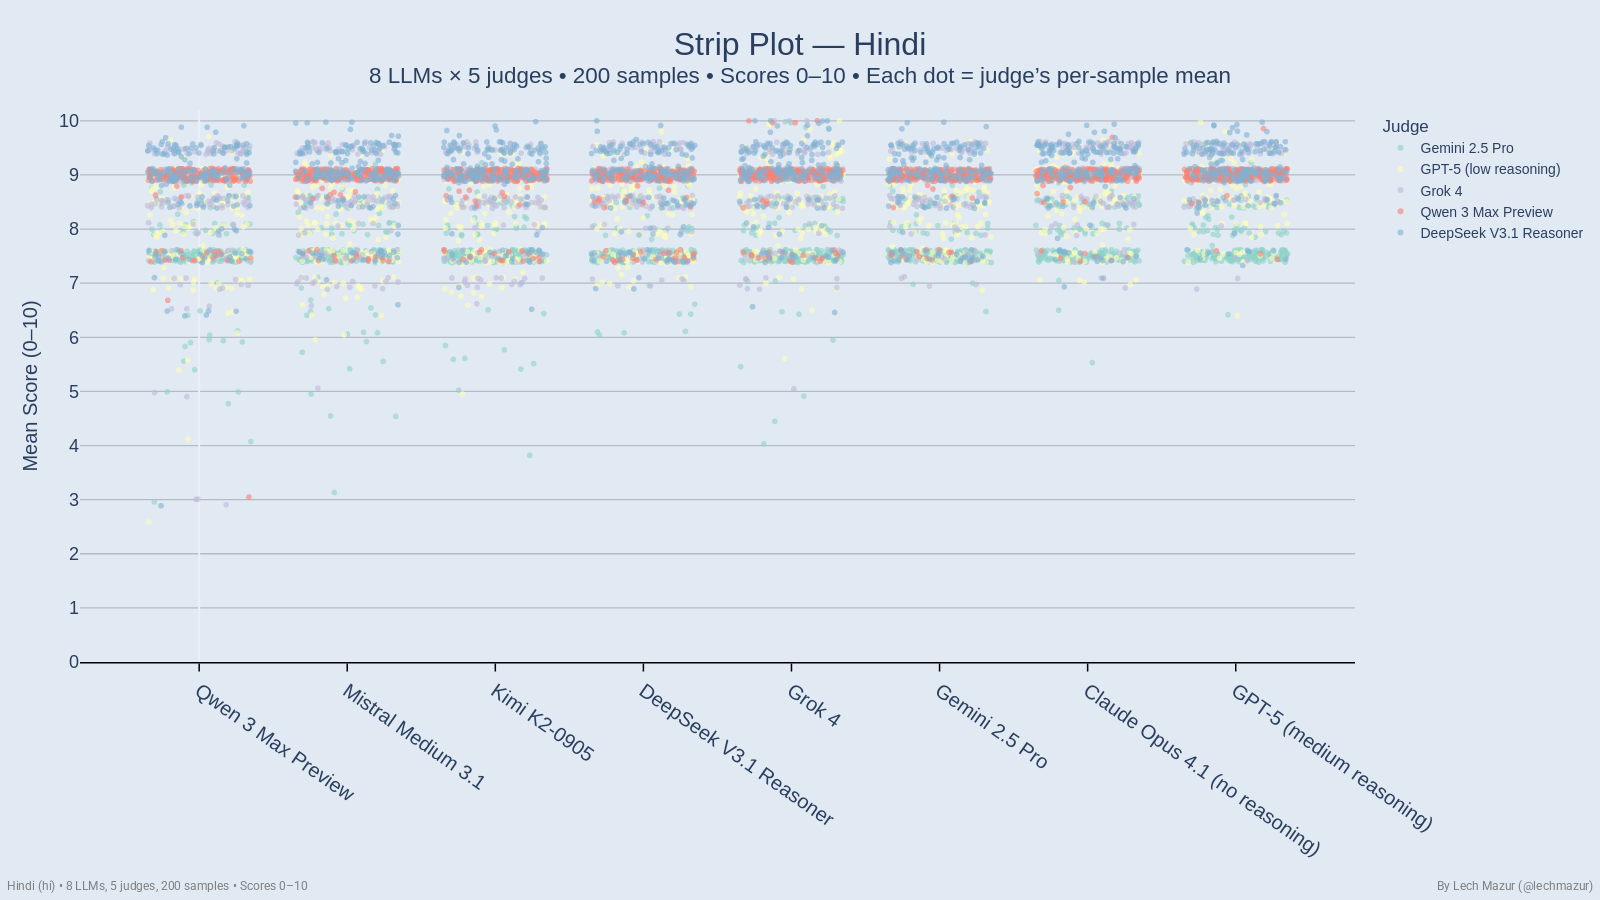 Strip Plot — Hindi
8 LLMs × 5 judges • 200 samples • Scores 0–10 • Each dot = judge’s per-sample mean
Mean Score (0–10)
10
9
8
7
6
5
4
3
2
1
0
Qwen 3 Max Preview
Mistral Medium 3.1
Kimi K2-0905
DeepSeek V3.1 Reasoner
Grok 4
Gemini 2.5 Pro
Claude Opus 4.1 (no reasoning)
GPT-5 (medium reasoning)
Judge
Gemini 2.5 Pro
GPT-5 (low reasoning)
Grok 4
Qwen 3 Max Preview
DeepSeek V3.1 Reasoner
Hindi (hi) • 8 LLMs, 5 judges, 200 samples • Scores 0–10
By Lech Mazur (@lechmazur)